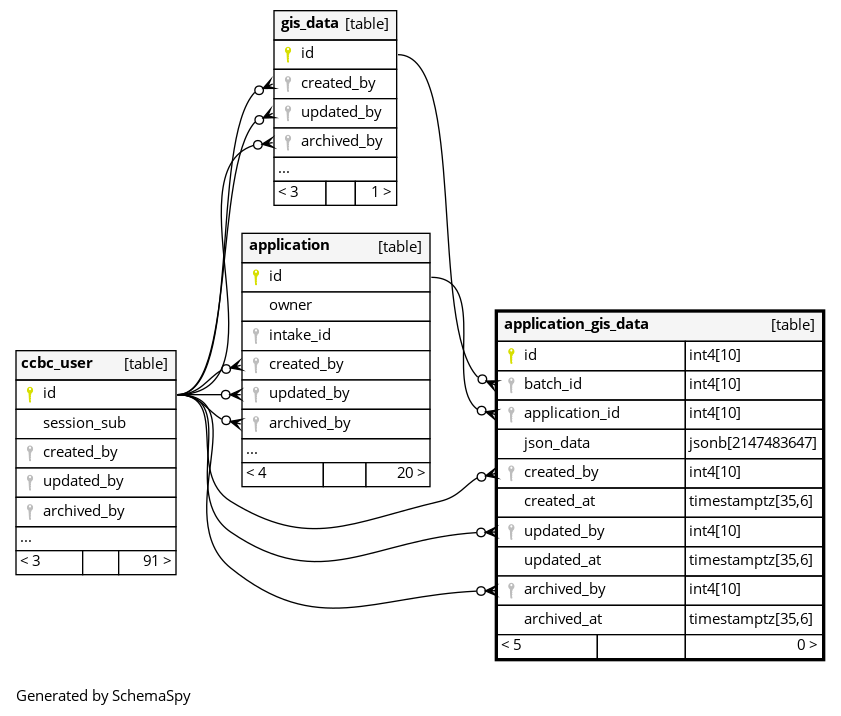 gis_data [table]
id
created_by
updated_by
archived_by
...
< 3 1 >
application [table]
id
owner
intake_id
created_by
updated_by
archived_by
...
< 4 20 >
ccbc_user [table]
id
session_sub
created_by
updated_by
archived_by
...
< 3 91 >
application_gis_data [table]
id int4[10]
batch_id int4[10]
application_id int4[10]
json_data jsonb[2147483647]
created_by int4[10]
created_at timestamptz[35,6]
updated_by int4[10]
updated_at timestamptz[35,6]
archived_by int4[10]
archived_at timestamptz[35,6]
< 5 0 >
Generated by SchemaSpy